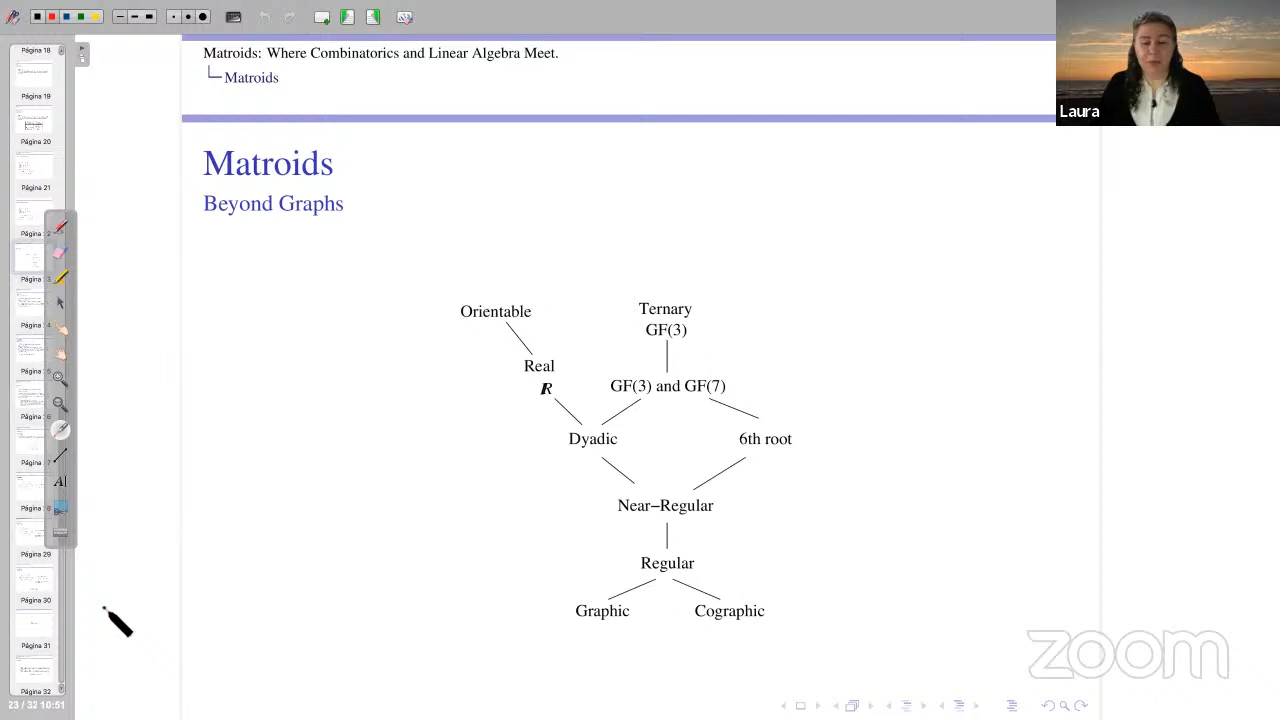 Matroids: Where Combinatorics and Linear Algebra Meet.
Matroids
Laura
Matroids
Beyond Graphs
Orientable
Ternary
GF(3)
Real
ℝ
GF(3) and GF(7)
Dyadic
6th root
Near−Regular
Regular
Graphic
Cographic
zoom
Página 18
Página 19
Página 20
Página 21
Página 29
Página 30
Página 31
Página 32
23 / 32 10:51